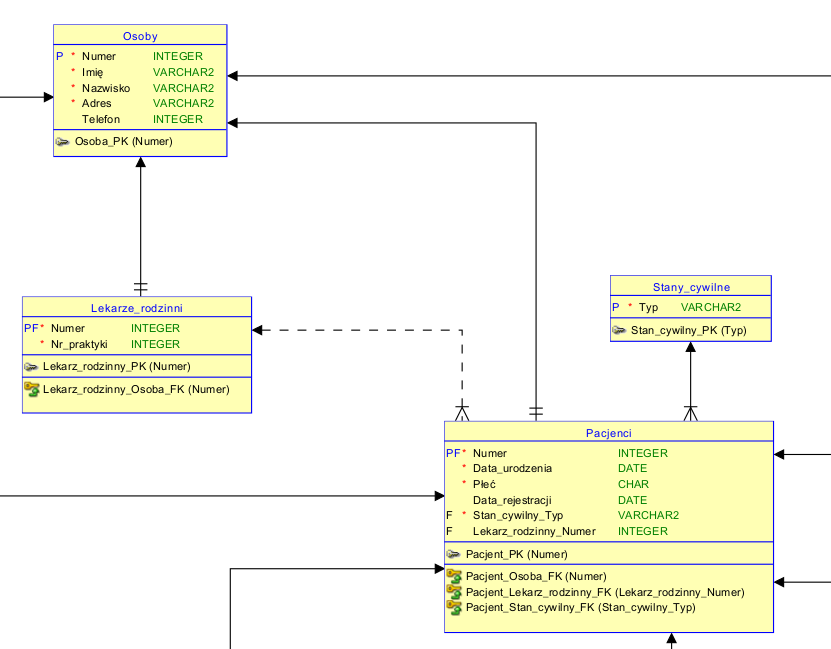 Osoby
P * Numer INTEGER
* Imię VARCHAR2
* Nazwisko VARCHAR2
* Adres VARCHAR2
Telefon INTEGER
Osoba_PK (Numer)
Lekarze_rodzinni
PF* Numer INTEGER
* Nr_praktyki INTEGER
Lekarz_rodzinny_PK (Numer)
Lekarz_rodzinny_Osoba_FK (Numer)
Stany_cywilne
P * Typ VARCHAR2
Stan_cywilny_PK (Typ)
Pacjenci
PF* Numer INTEGER
* Data_urodzenia DATE
* Płeć CHAR
Data_rejestracji DATE
F * Stan_cywilny_Typ VARCHAR2
F Lekarz_rodzinny_Numer INTEGER
Pacjent_PK (Numer)
Pacjent_Osoba_FK (Numer)
Pacjent_Lekarz_rodzinny_FK (Lekarz_rodzinny_Numer)
Pacjent_Stan_cywilny_FK (Stan_cywilny_Typ)